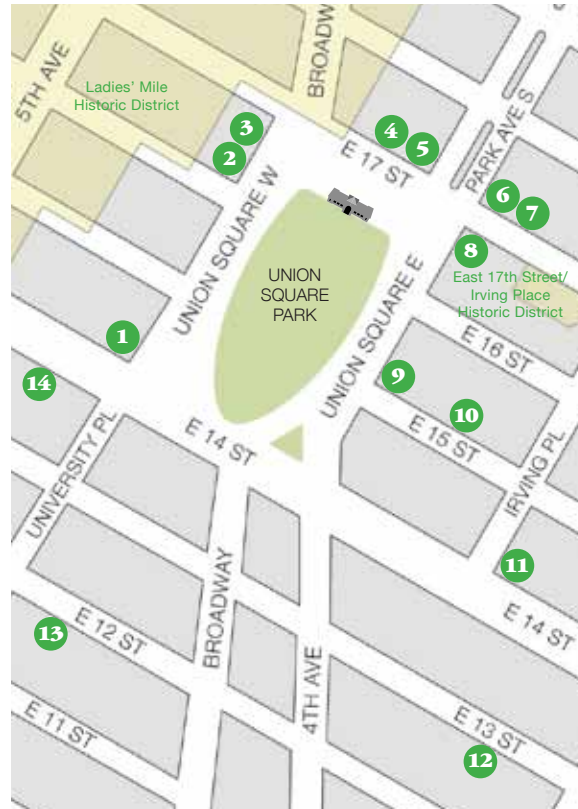 5TH AVE
Ladies' Mile
Historic District
BROADW
3
2
4
5
E 17 ST
PARK AVE S
6
7
UNION SQUARE W
8
East 17th Street/
Irving Place
Historic District
UNION
SQUARE
PARK
UNION SQUARE E
E 16 ST
1
9
14
10
E 15 ST
UNIVERSITY PL
E 14 ST
IRVING PL
11
E 14 ST
BROADWAY
13
E 12 ST
4TH AVE
E 13 ST
E 11 ST
12